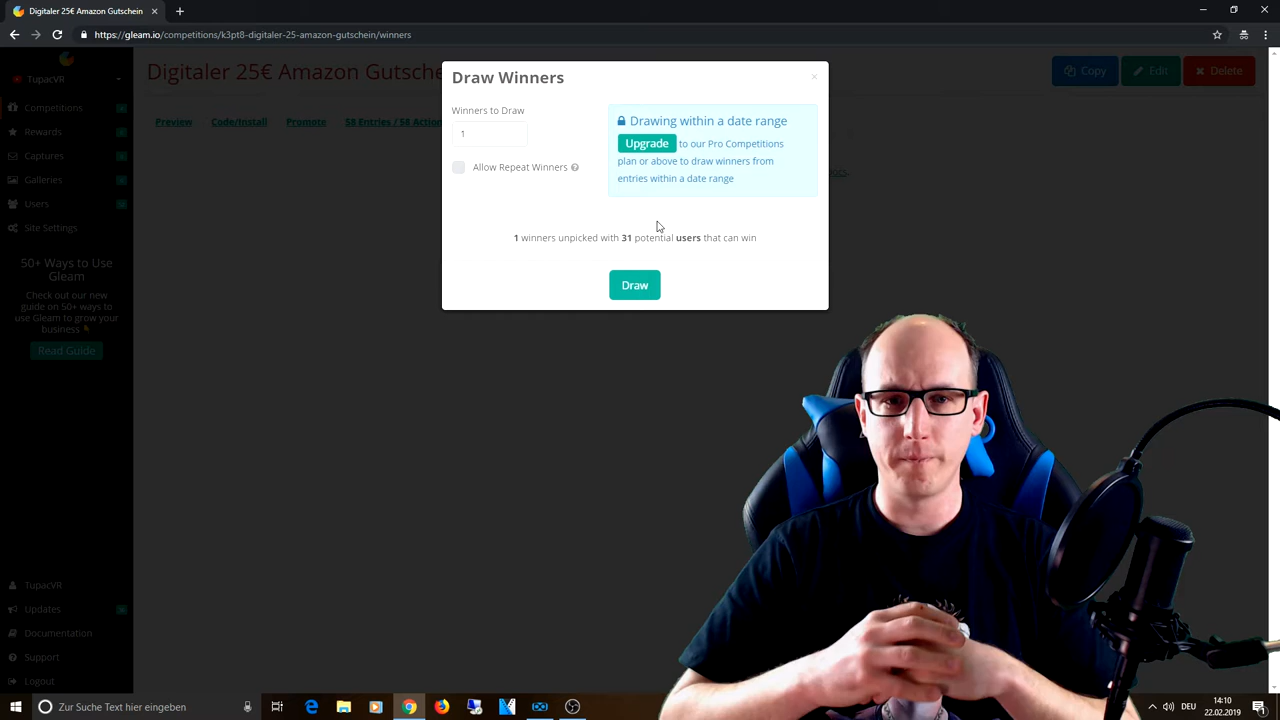 Digitaler 25€ Amazon Gutsch
https://gleam.io/competitions/k3pt8-digitaler-25-amazon-gutschein/winners
TupacVR
Competitions
Rewards
Captures
Galleries
Users
Site Settings
50+ Ways to Use
Gleam
Check out our new
guide on 50+ ways to
use Gleam to grow your
business
Read Guide
TupacVR
Updates
Documentation
Support
Logout
Digitaler 25€ Amazon Gutsche
Copy
Edit
Delete
Preview
Code/Install
Promote
58 Entries / 58 Action
Draw Winners
×
Winners to Draw
1
Allow Repeat Winners
Drawing within a date range
Upgrade to our Pro Competitions
plan or above to draw winners from
entries within a date range
1 winners unpicked with 31 potential users that can win
Draw
Zur Suche Text hier eingeben
DEU
14:10
22.02.2019